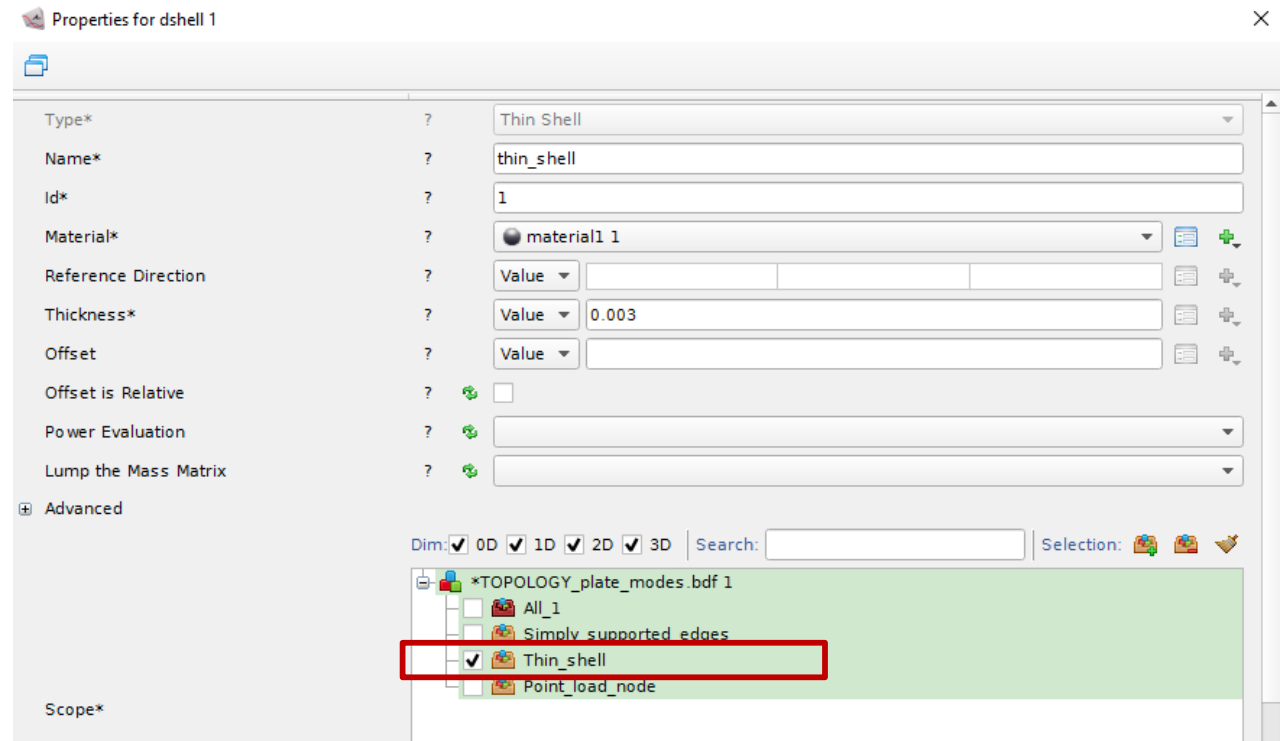 Properties for dshell 1
Type* ? Thin Shell
Name* ? thin_shell
Id* ? 1
Material* ? material1 1
Reference Direction ? Value
Thickness* ? Value 0.003
Offset ? Value
Offset is Relative ?
Power Evaluation ?
Lump the Mass Matrix ?
Advanced
Dim: 0D 1D 2D 3D Search: Selection:
*TOPOLOGY_plate_modes.bdf 1
All_1
Simply_supported_edges
Thin_shell
Point_load_node
Scope*